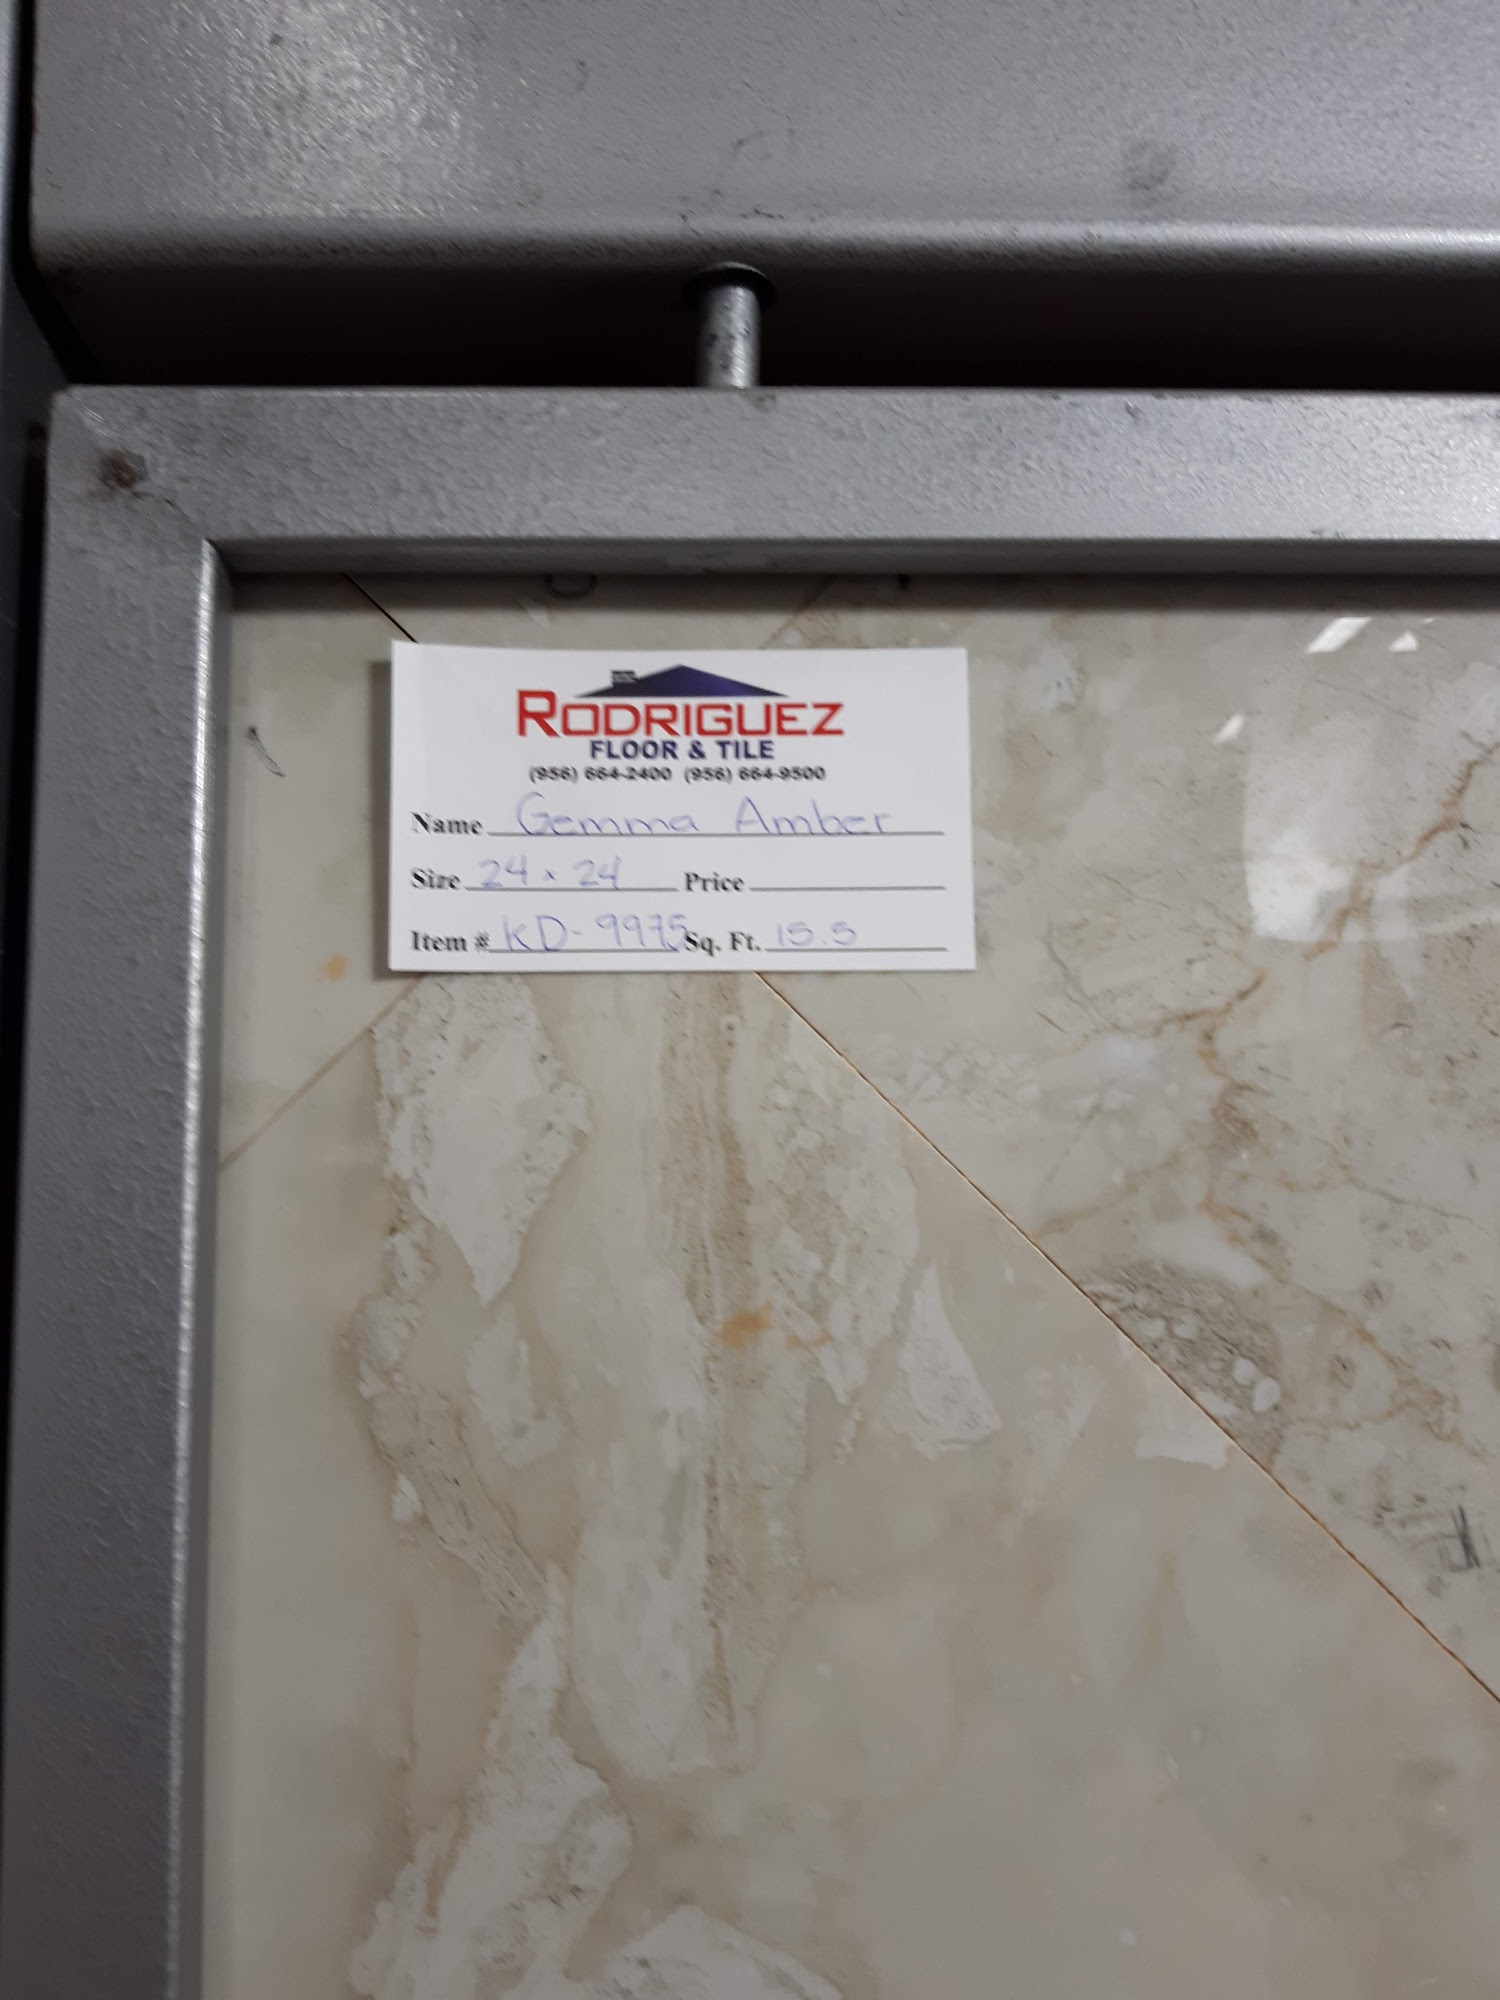 RODRIGUEZ
FLOOR & TILE
(956) 664-2400 (956) 664-9500
Name Gemma Amber
Size 24 x 24 Price
Item # KD-9975 Sq. Ft. 15.5